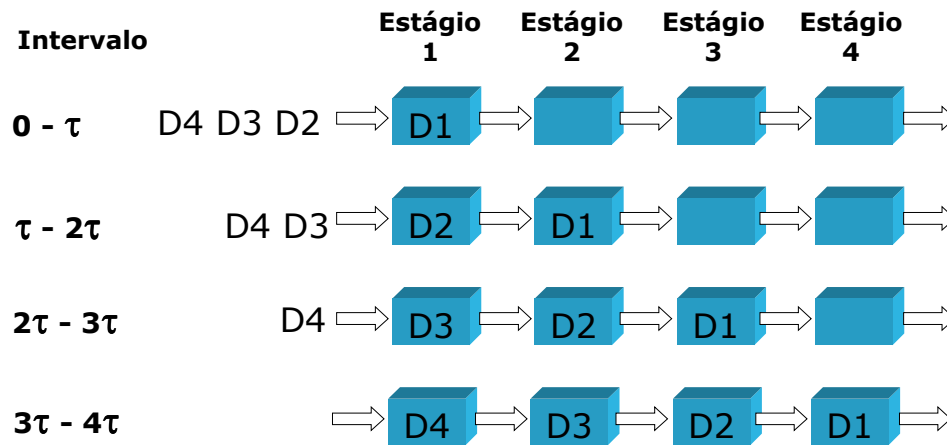 Intervalo Estágio 1 Estágio 2 Estágio 3 Estágio 4
0 - τ D4 D3 D2 D1
τ - 2τ D4 D3 D2 D1
2τ - 3τ D4 D3 D2 D1
3τ - 4τ D4 D3 D2 D1